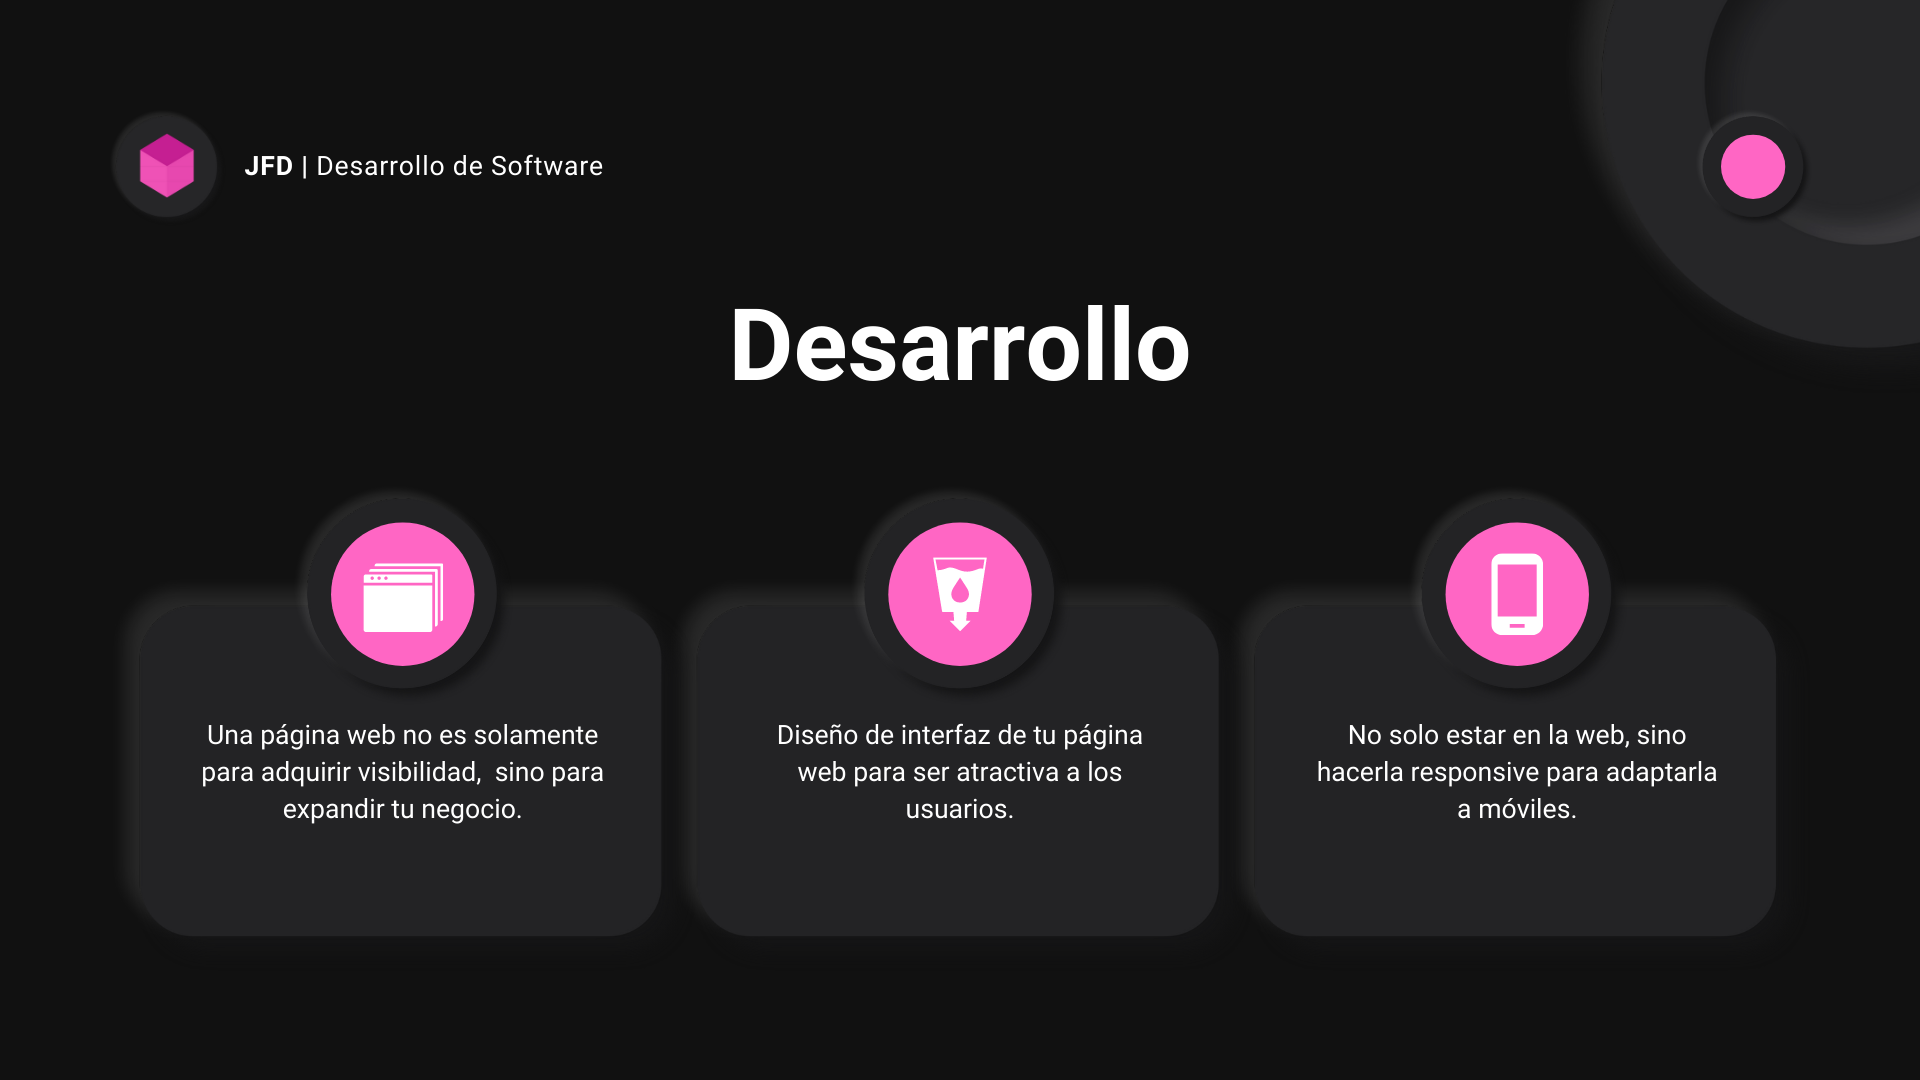 JFD | Desarrollo de Software
Desarrollo
Una página web no es solamente
para adquirir visibilidad,  sino para
expandir tu negocio.
Diseño de interfaz de tu página
web para ser atractiva a los
usuarios.
No solo estar en la web, sino
hacerla responsive para adaptarla
a móviles.